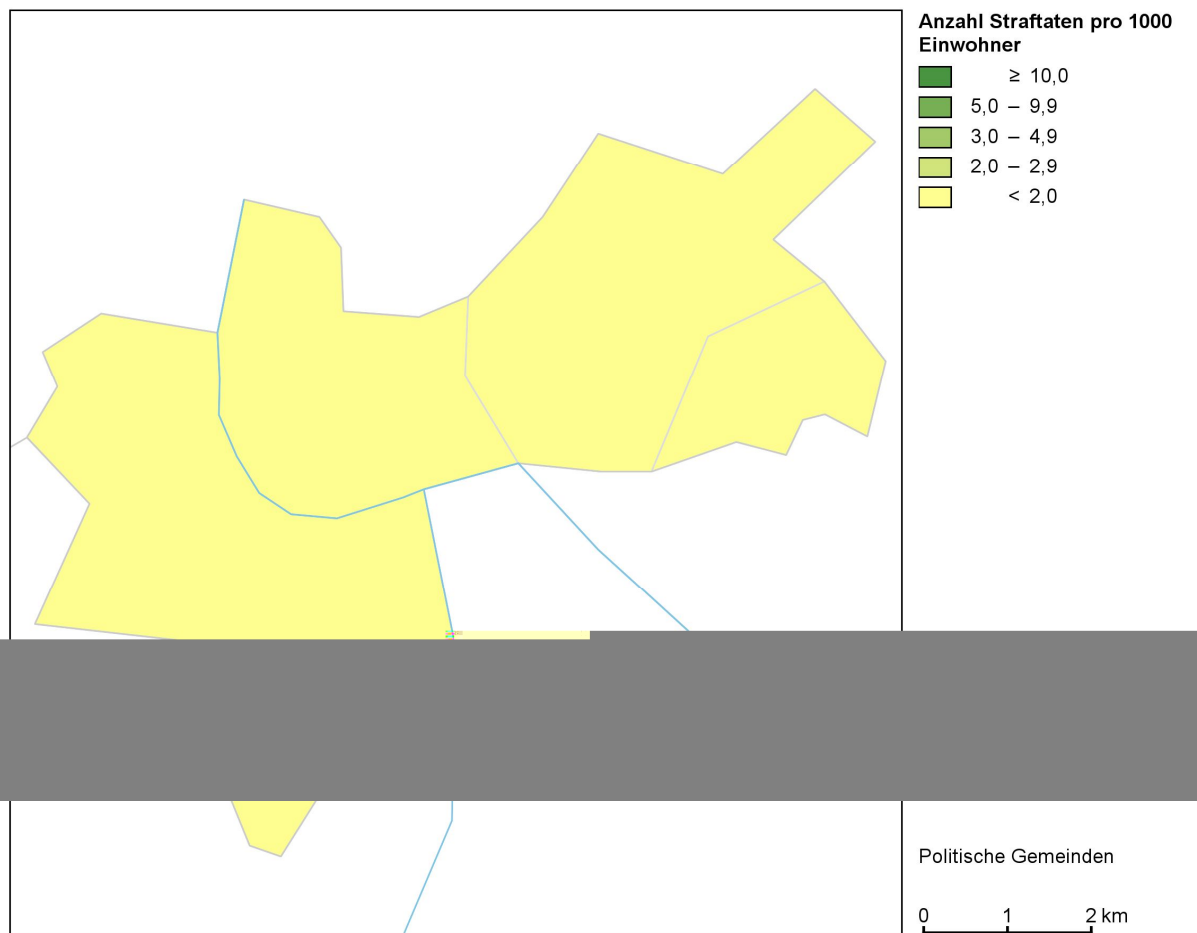 Anzahl Straftaten pro 1000
Einwohner
≥ 10,0
5,0 – 9,9
3,0 – 4,9
2,0 – 2,9
< 2,0
Politische Gemeinden
0 1 2 km